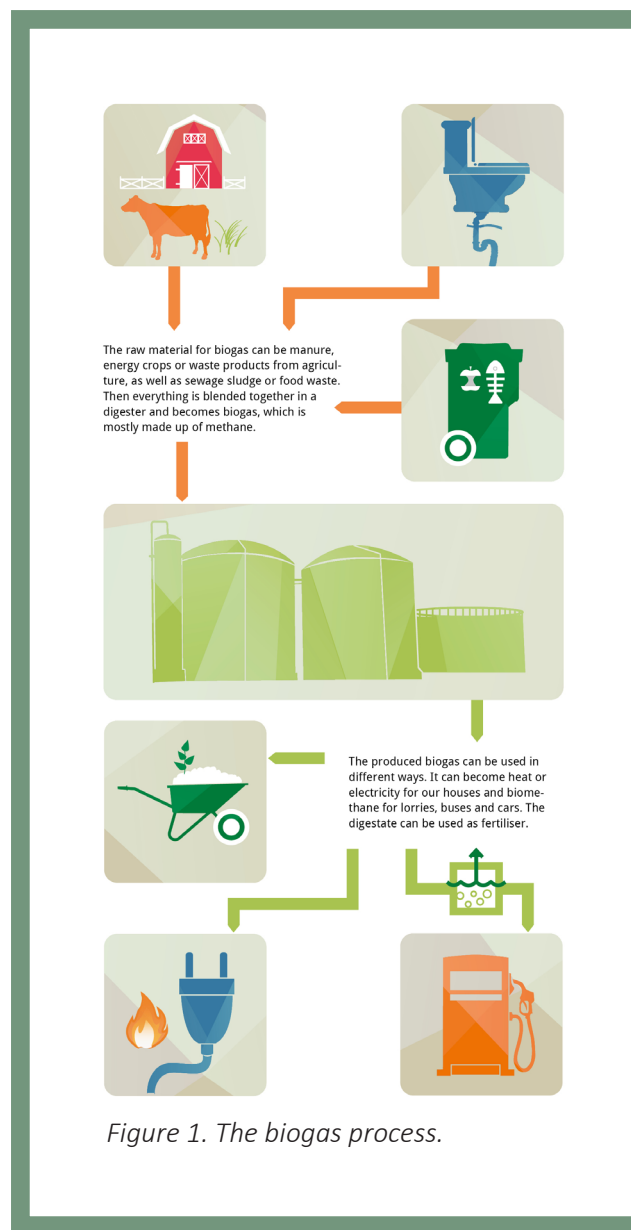 The raw material for biogas can be manure,
energy crops or waste products from agricul-
ture, as well as sewage sludge or food waste.
Then everything is blended together in a
digester and becomes biogas, which is
mostly made up of methane.
The produced biogas can be used in
different ways. It can become heat or
electricity for our houses and biome-
thane for lorries, buses and cars. The
digestate can be used as fertiliser.
Figure 1. The biogas process.